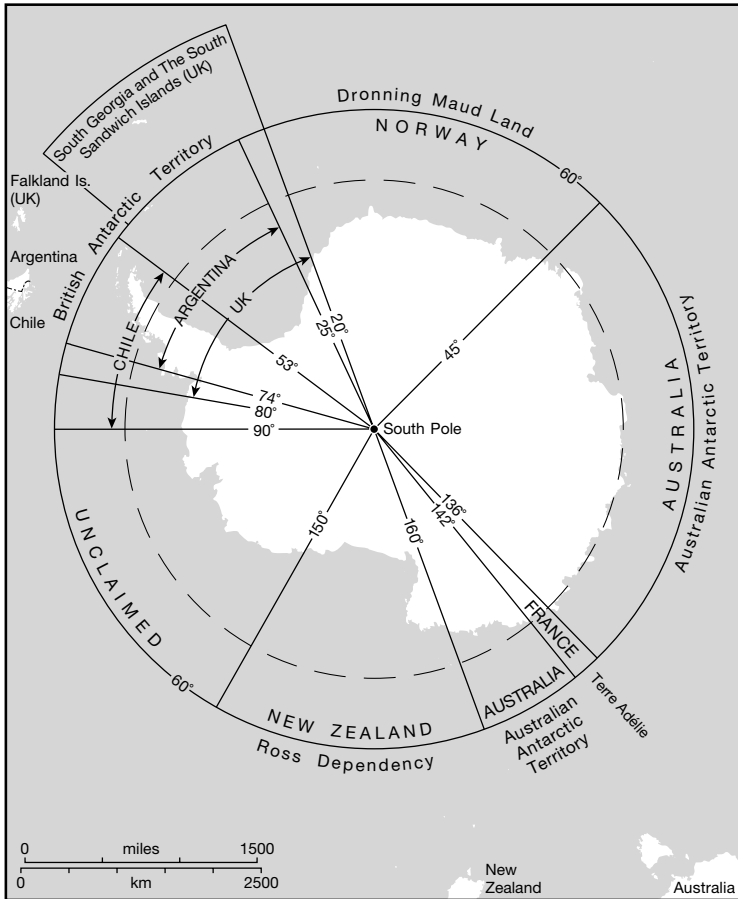 South Georgia and The South
Sandwich Islands (UK)
Dronning Maud Land
NORWAY
60°
British Antarctic Territory
Falkland Is.
(UK)
Argentina
Chile
ARGENTINA
UK
CHILE
20°
25°
45°
53°
74°
80°
90°
South Pole
AUSTRALIA
Australian Antarctic Territory
136°
142°
150°
160°
UNCLAIMED
60°
FRANCE
Terre Adélie
AUSTRALIA
Australian
Antarctic
Territory
NEW ZEALAND
Ross Dependency
0 miles 1500
0 km 2500
New
Zealand
Australia